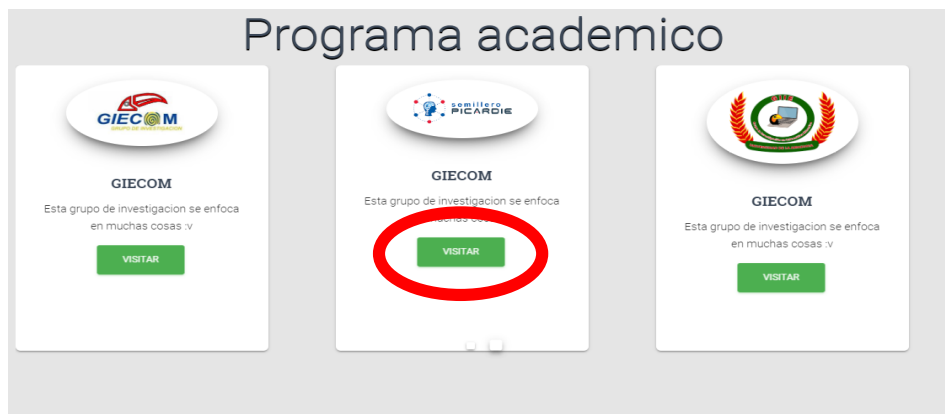 Programa academico
GIECOM
GRUPO DE INVESTIGACION
GIECOM
Esta grupo de investigacion se enfoca
en muchas cosas :v
VISITAR
semillero
PICARDIE
GIECOM
Esta grupo de investigacion se enfoca
VISITAR
GIECOM
Esta grupo de investigacion se enfoca
en muchas cosas :v
VISITAR